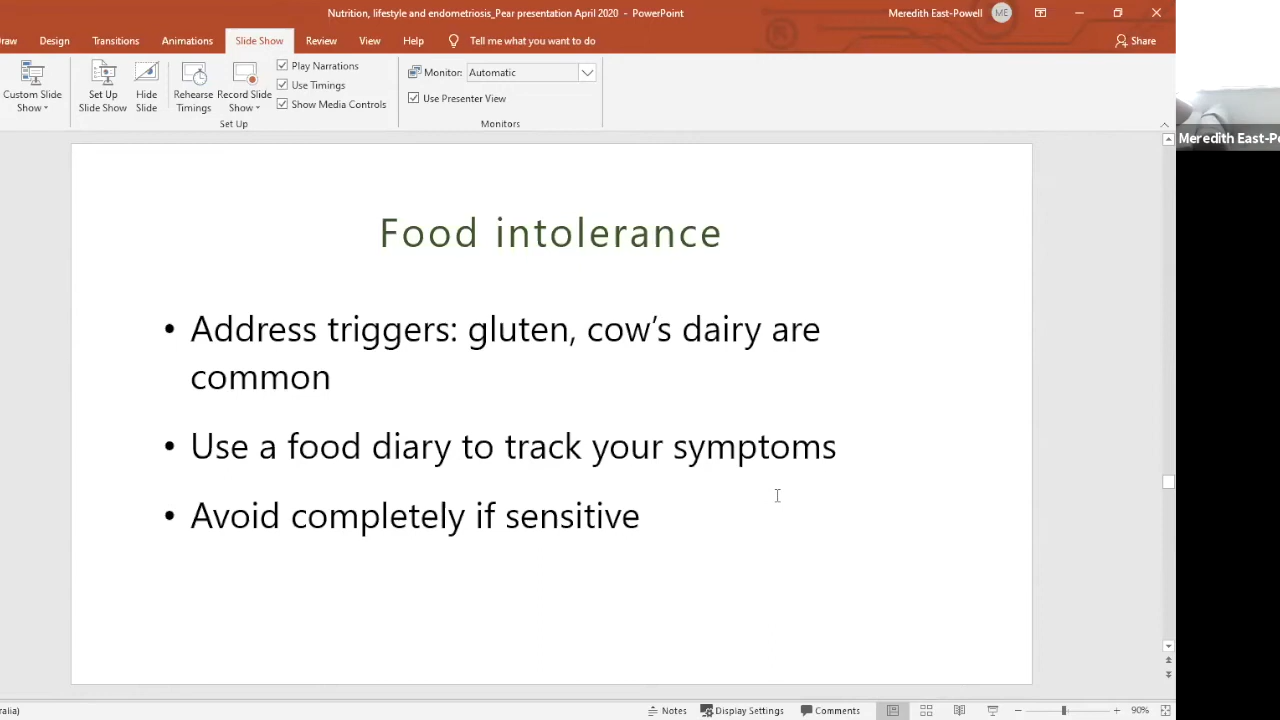 Nutrition, lifestyle and endometriosis_Pear presentation April 2020 - PowerPoint
Meredith East-Powell ME
raw Design Transitions Animations Slide Show Review View Help Tell me what you want to do Share
Custom Slide
Show
Set Up
Slide Show
Hide
Slide
Rehearse
Timings
Record Slide
Show
Play Narrations
Use Timings
Show Media Controls
Set Up
Monitor: Automatic
Use Presenter View
Monitors
Meredith East-Po
Food intolerance
• Address triggers: gluten, cow’s dairy are
common
• Use a food diary to track your symptoms
• Avoid completely if sensitive
ralia) Notes Display Settings Comments 90%